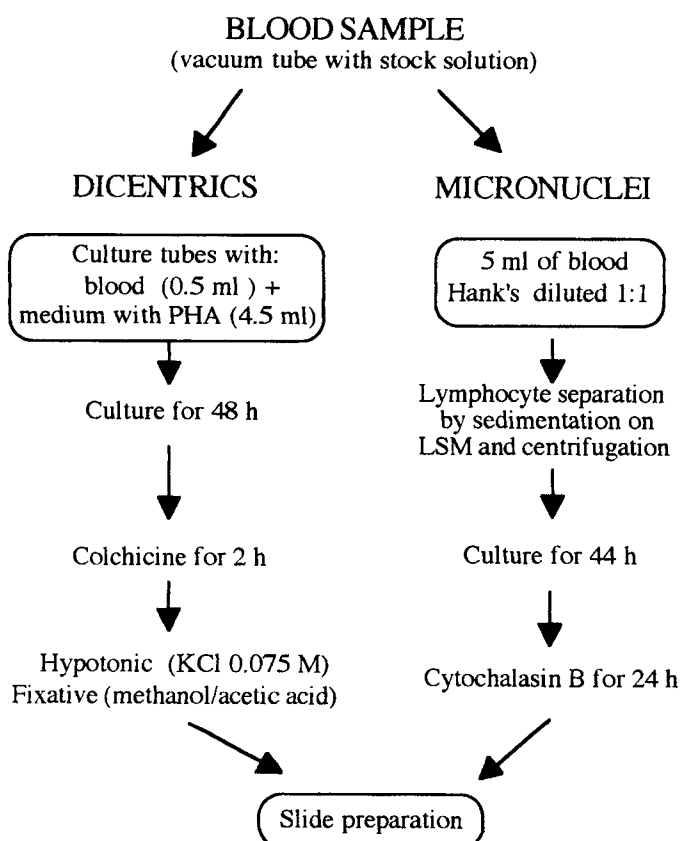 BLOOD SAMPLE
(vacuum tube with stock solution)
DICENTRICS
Culture tubes with:
blood (0.5 ml ) +
medium with PHA (4.5 ml)
Culture for 48 h
Colchicine for 2 h
Hypotonic (KCl 0.075 M)
Fixative (methanol/acetic acid)
MICRONUCLEI
5 ml of blood
Hank's diluted 1:1
Lymphocyte separation
by sedimentation on
LSM and centrifugation
Culture for 44 h
Cytochalasin B for 24 h
Slide preparation